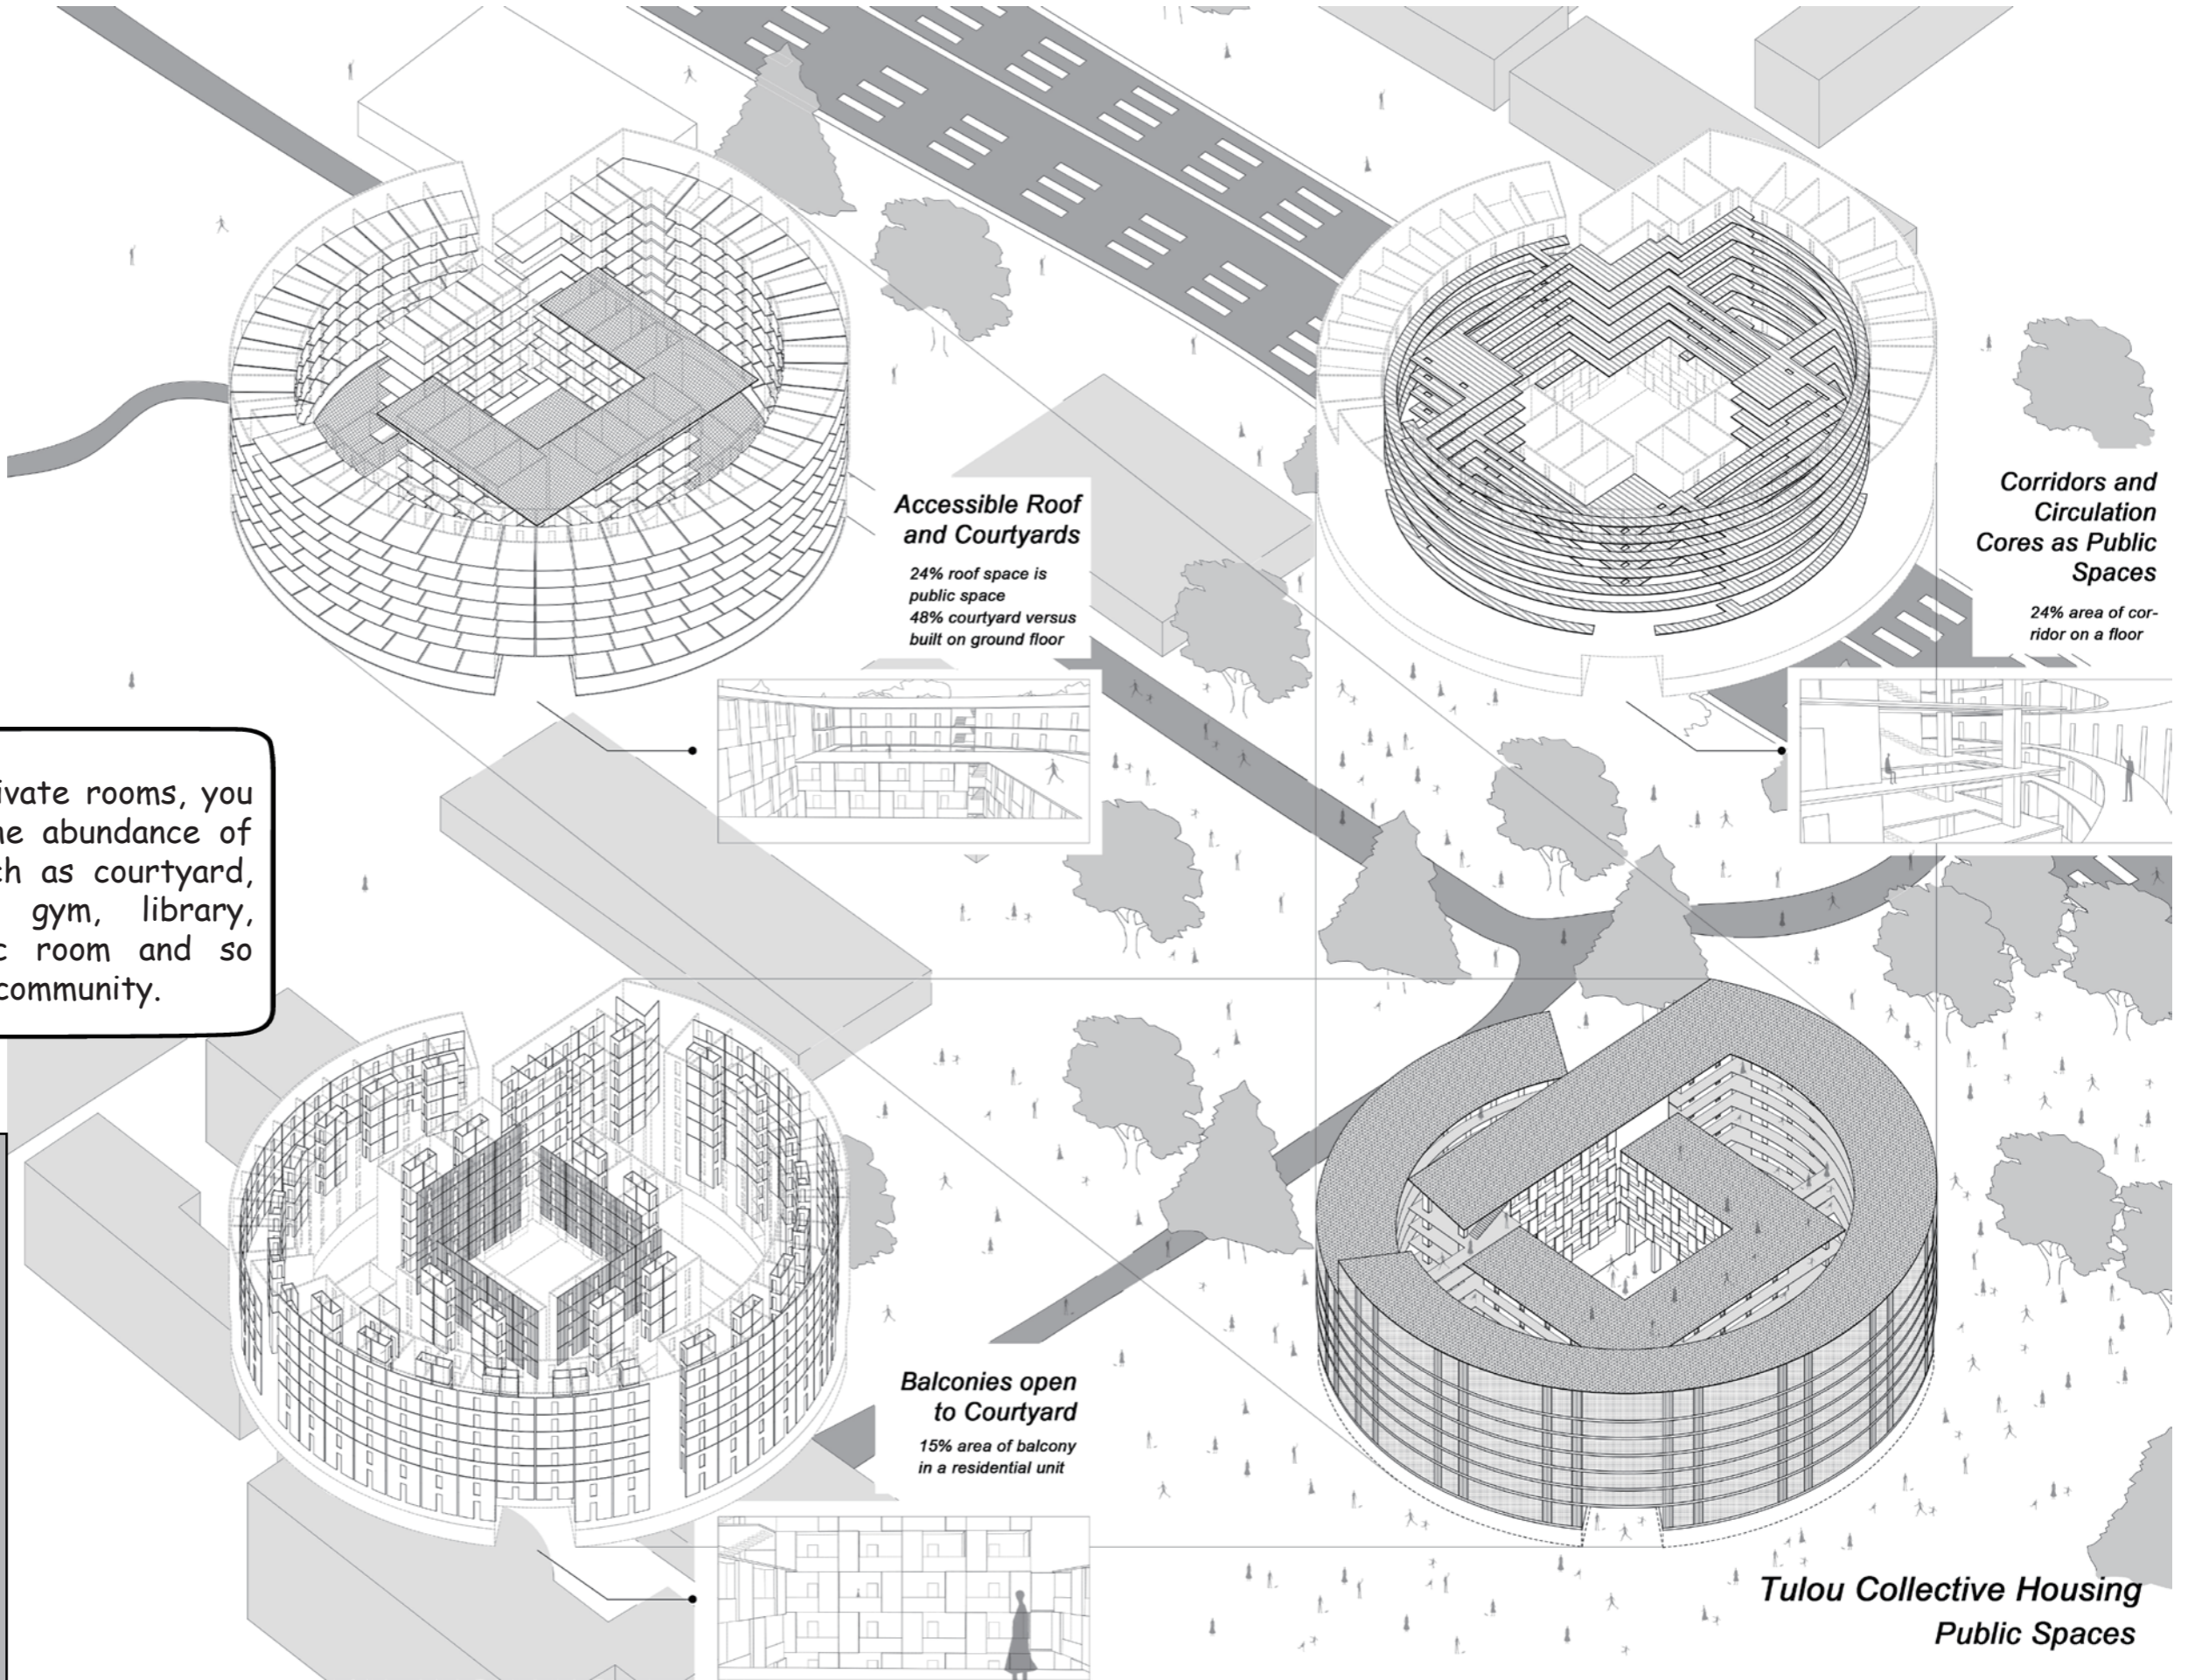 Accessible Roof
and Courtyards
24% roof space is
public space
48% courtyard versus
built on ground floor
Corridors and
Circulation
Cores as Public
Spaces
24% area of cor-
ridor on a floor
rooms, you
abundance of
as courtyard,
gym, library,
room and so
community.
Balconies open
to Courtyard
15% area of balcony
in a residential unit
Tulou Collective Housing
Public Spaces